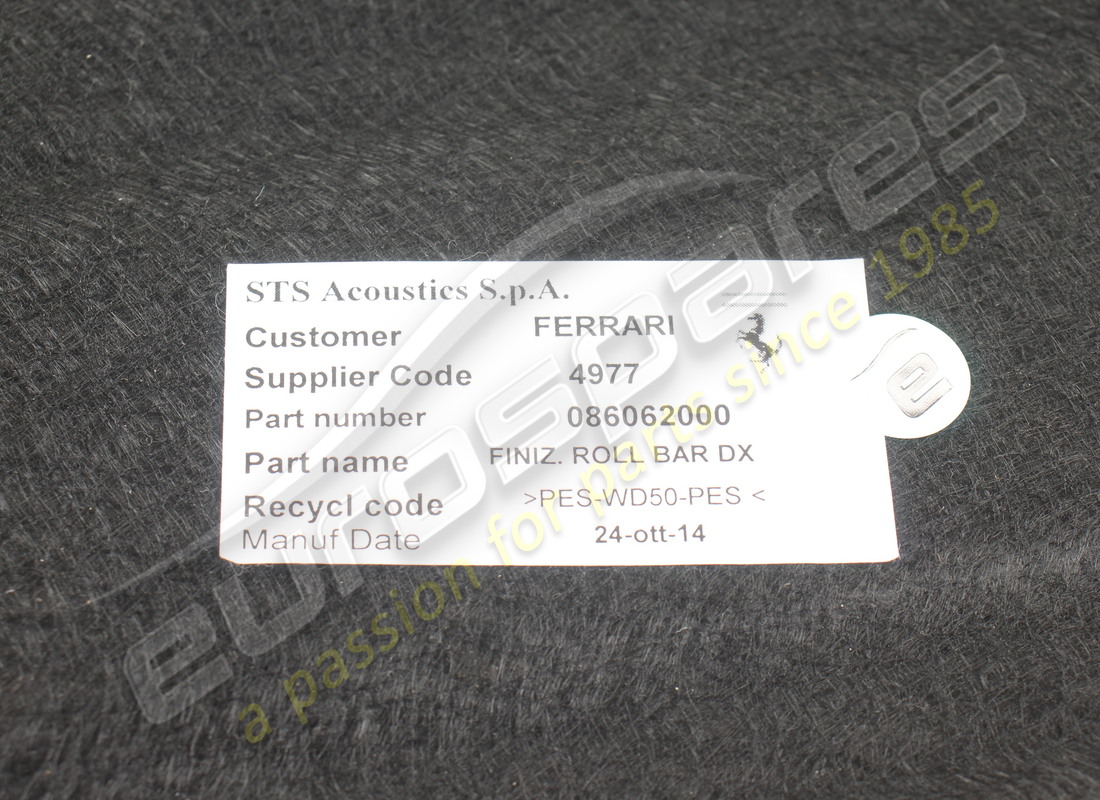 STS Acoustics S.p.A.
Customer FERRARI
Supplier Code 4977
Part number 086062000
Part name FINIZ. ROLL BAR DX
Recycl code >PES-WD50-PES <
Manuf Date 24-ott-14
e
eurospares
a passion for parts since 1985